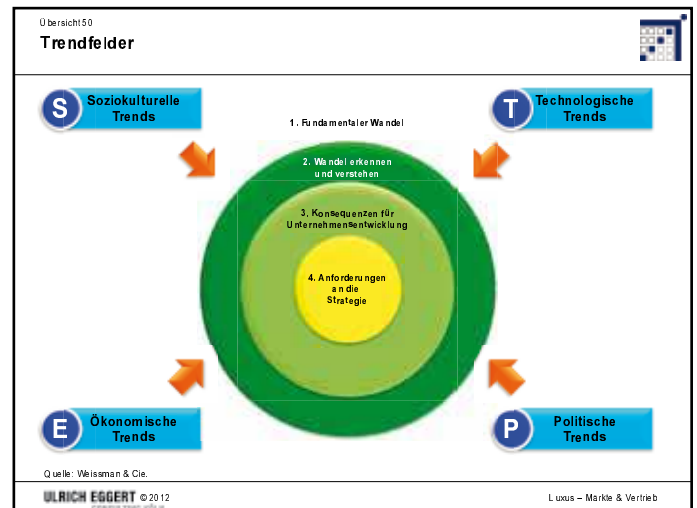 Übersicht 50
Trendfelder
S
Soziokulturelle
Trends
T
Technologische
Trends
1. Fundamentaler Wandel
2. Wandel erkennen
und verstehen
3. Konsequenzen für
Unternehmensentwicklung
4. Anforderungen
an die
Strategie
E
Ökonomische
Trends
P
Politische
Trends
Quelle: Weissman & Cie.
ULRICH EGGERT © 2012
Luxus – Märkte & Vertrieb